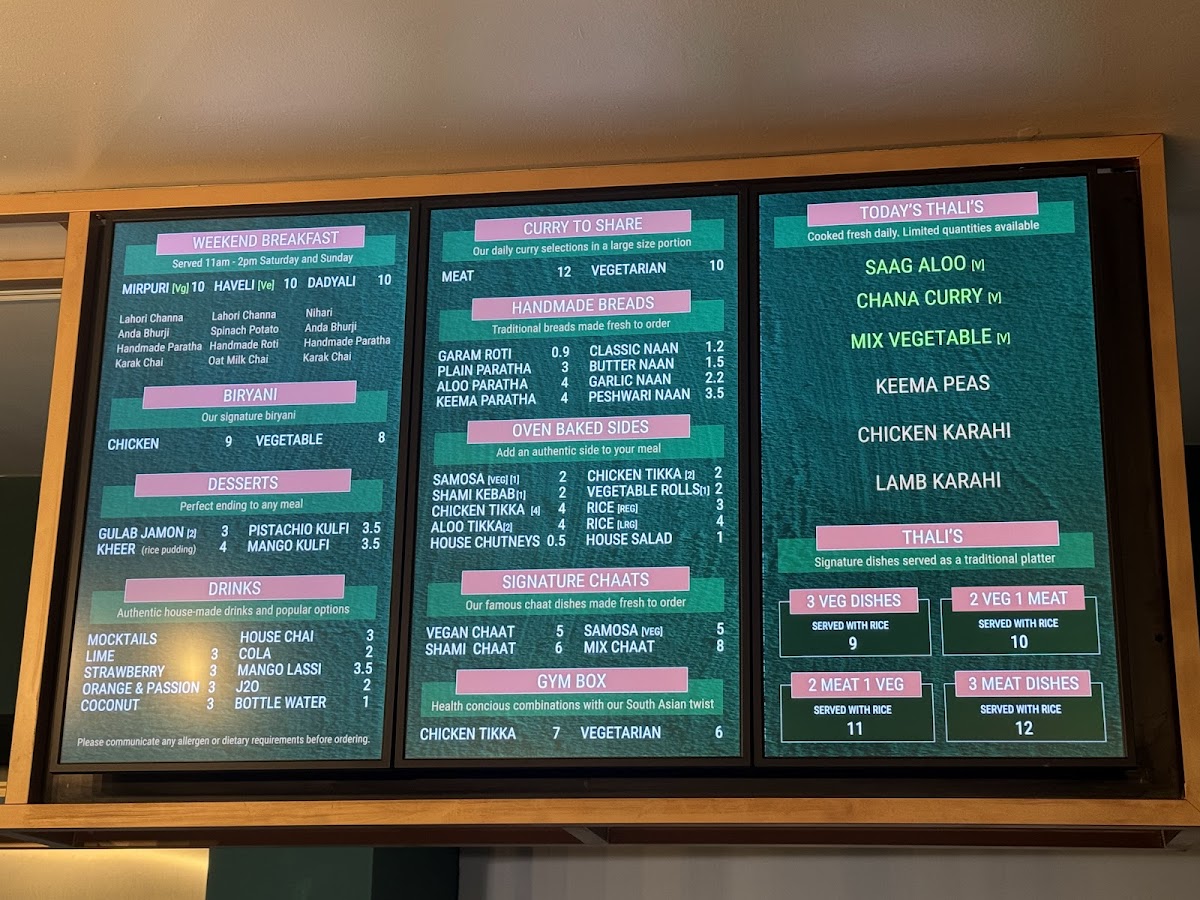 WEEKEND BREAKFAST
Served 11am - 2pm Saturday and Sunday
MIRPURI [Vg] 10 HAVELI [Ve] 10 DADYALI 10
Lahori Channa Lahori Channa Nihari
Anda Bhurji Spinach Potato Anda Bhurji
Handmade Paratha Handmade Roti Handmade Paratha
Karak Chai Oat Milk Chai Karak Chai
BIRYANI
Our signature biryani
CHICKEN 9 VEGETABLE 8
DESSERTS
Perfect ending to any meal
GULAB JAMON [2] 3 PISTACHIO KULFI 3.5
KHEER (rice pudding) 4 MANGO KULFI 3.5
DRINKS
Authentic house-made drinks and popular options
MOCKTAILS HOUSE CHAI 3
LIME 3 COLA 2
STRAWBERRY 3 MANGO LASSI 3.5
ORANGE & PASSION 3 J2O 2
COCONUT 3 BOTTLE WATER 1
Please communicate any allergen or dietary requirements before ordering.
CURRY TO SHARE
Our daily curry selections in a large size portion
MEAT 12 VEGETARIAN 10
HANDMADE BREADS
Traditional breads made fresh to order
GARAM ROTI 0.9 CLASSIC NAAN 1.2
PLAIN PARATHA 3 BUTTER NAAN 1.5
ALOO PARATHA 4 GARLIC NAAN 2.2
KEEMA PARATHA 4 PESHWARI NAAN 3.5
OVEN BAKED SIDES
Add an authentic side to your meal
SAMOSA [VEG] [1] 2 CHICKEN TIKKA [2] 2
SHAMI KEBAB [1] 2 VEGETABLE ROLLS [1] 2
CHICKEN TIKKA [4] 4 RICE [REG] 3
ALOO TIKKA [2] 4 RICE [LRG] 4
HOUSE CHUTNEYS 0.5 HOUSE SALAD 1
SIGNATURE CHAATS
Our famous chaat dishes made fresh to order
VEGAN CHAAT 5 SAMOSA [VEG] 5
SHAMI CHAAT 6 MIX CHAAT 8
GYM BOX
Health concious combinations with our South Asian twist
CHICKEN TIKKA 7 VEGETARIAN 6
TODAY'S THALI'S
Cooked fresh daily. Limited quantities available
SAAG ALOO [V]
CHANA CURRY [V]
MIX VEGETABLE [V]
KEEMA PEAS
CHICKEN KARAHI
LAMB KARAHI
THALI'S
Signature dishes served as a traditional platter
3 VEG DISHES
SERVED WITH RICE
9
2 VEG 1 MEAT
SERVED WITH RICE
10
2 MEAT 1 VEG
SERVED WITH RICE
11
3 MEAT DISHES
SERVED WITH RICE
12